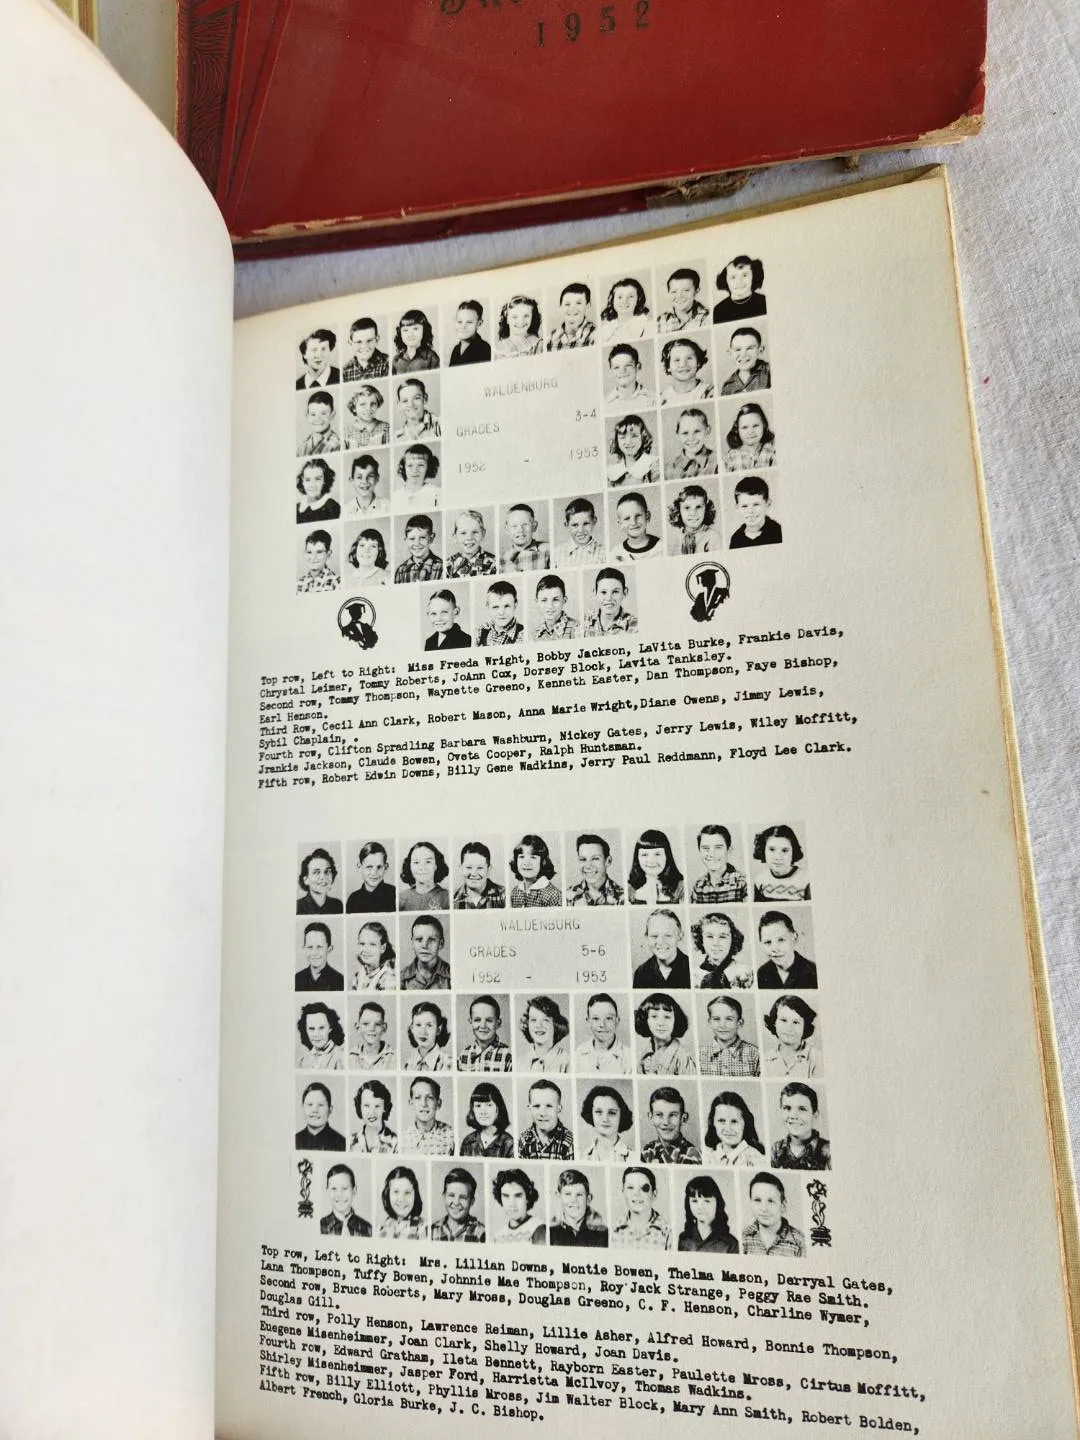 1952
WALDENBURG
GRADES 3-4
1952 - 1953
Top row, Left to Right: Miss Freeda Wright, Bobby Jackson, LaVita Burke, Frankie Davis,
Chrystal Leimer, Tommy Roberts, JoAnn Cox, Dorsey Block, Lavita Tanksley.
Second row, Tommy Thompson, Waynette Greeno, Kenneth Easter, Dan Thompson, Faye Bishop,
Earl Henson.
Third Row, Cecil Ann Clark, Robert Mason, Anna Marie Wright,Diane Owens, Jimmy Lewis,
Sybil Chaplain, .
Fourth row, Clifton Spradling Barbara Washburn, Nickey Gates, Jerry Lewis, Wiley Moffitt,
Jrankie Jackson, Claude Bowen, Oveta Cooper, Ralph Huntsman.
Fifth row, Robert Edwin Downs, Billy Gene Wadkins, Jerry Paul Reddmann, Floyd Lee Clark.
WALDENBURG
GRADES 5-6
1952 - 1953
Top row, Left to Right: Mrs. Lillian Downs, Montie Bowen, Thelma Mason, Derryal Gates,
Lana Thompson, Tuffy Bowen, Johnnie Mae Thompson, Roy Jack Strange, Peggy Rae Smith.
Second row, Bruce Roberts, Mary Mross, Douglas Greeno, C. F. Henson, Charline Wymer,
Douglas Gill.
Third row, Polly Henson, Lawrence Reiman, Lillie Asher, Alfred Howard, Bonnie Thompson,
Euegene Misenheimmer, Joan Clark, Shelly Howard, Joan Davis.
Fourth row, Edward Gratham, Ileta Bennett, Rayborn Easter, Paulette Mross, Cirtus Moffitt,
Shirley Misenheimmer, Jasper Ford, Harrietta McIlvoy, Thomas Wadkins.
Fifth row, Billy Elliott, Phyllis Mross, Jim Walter Block, Mary Ann Smith, Robert Bolden,
Albert French, Gloria Burke, J. C. Bishop.